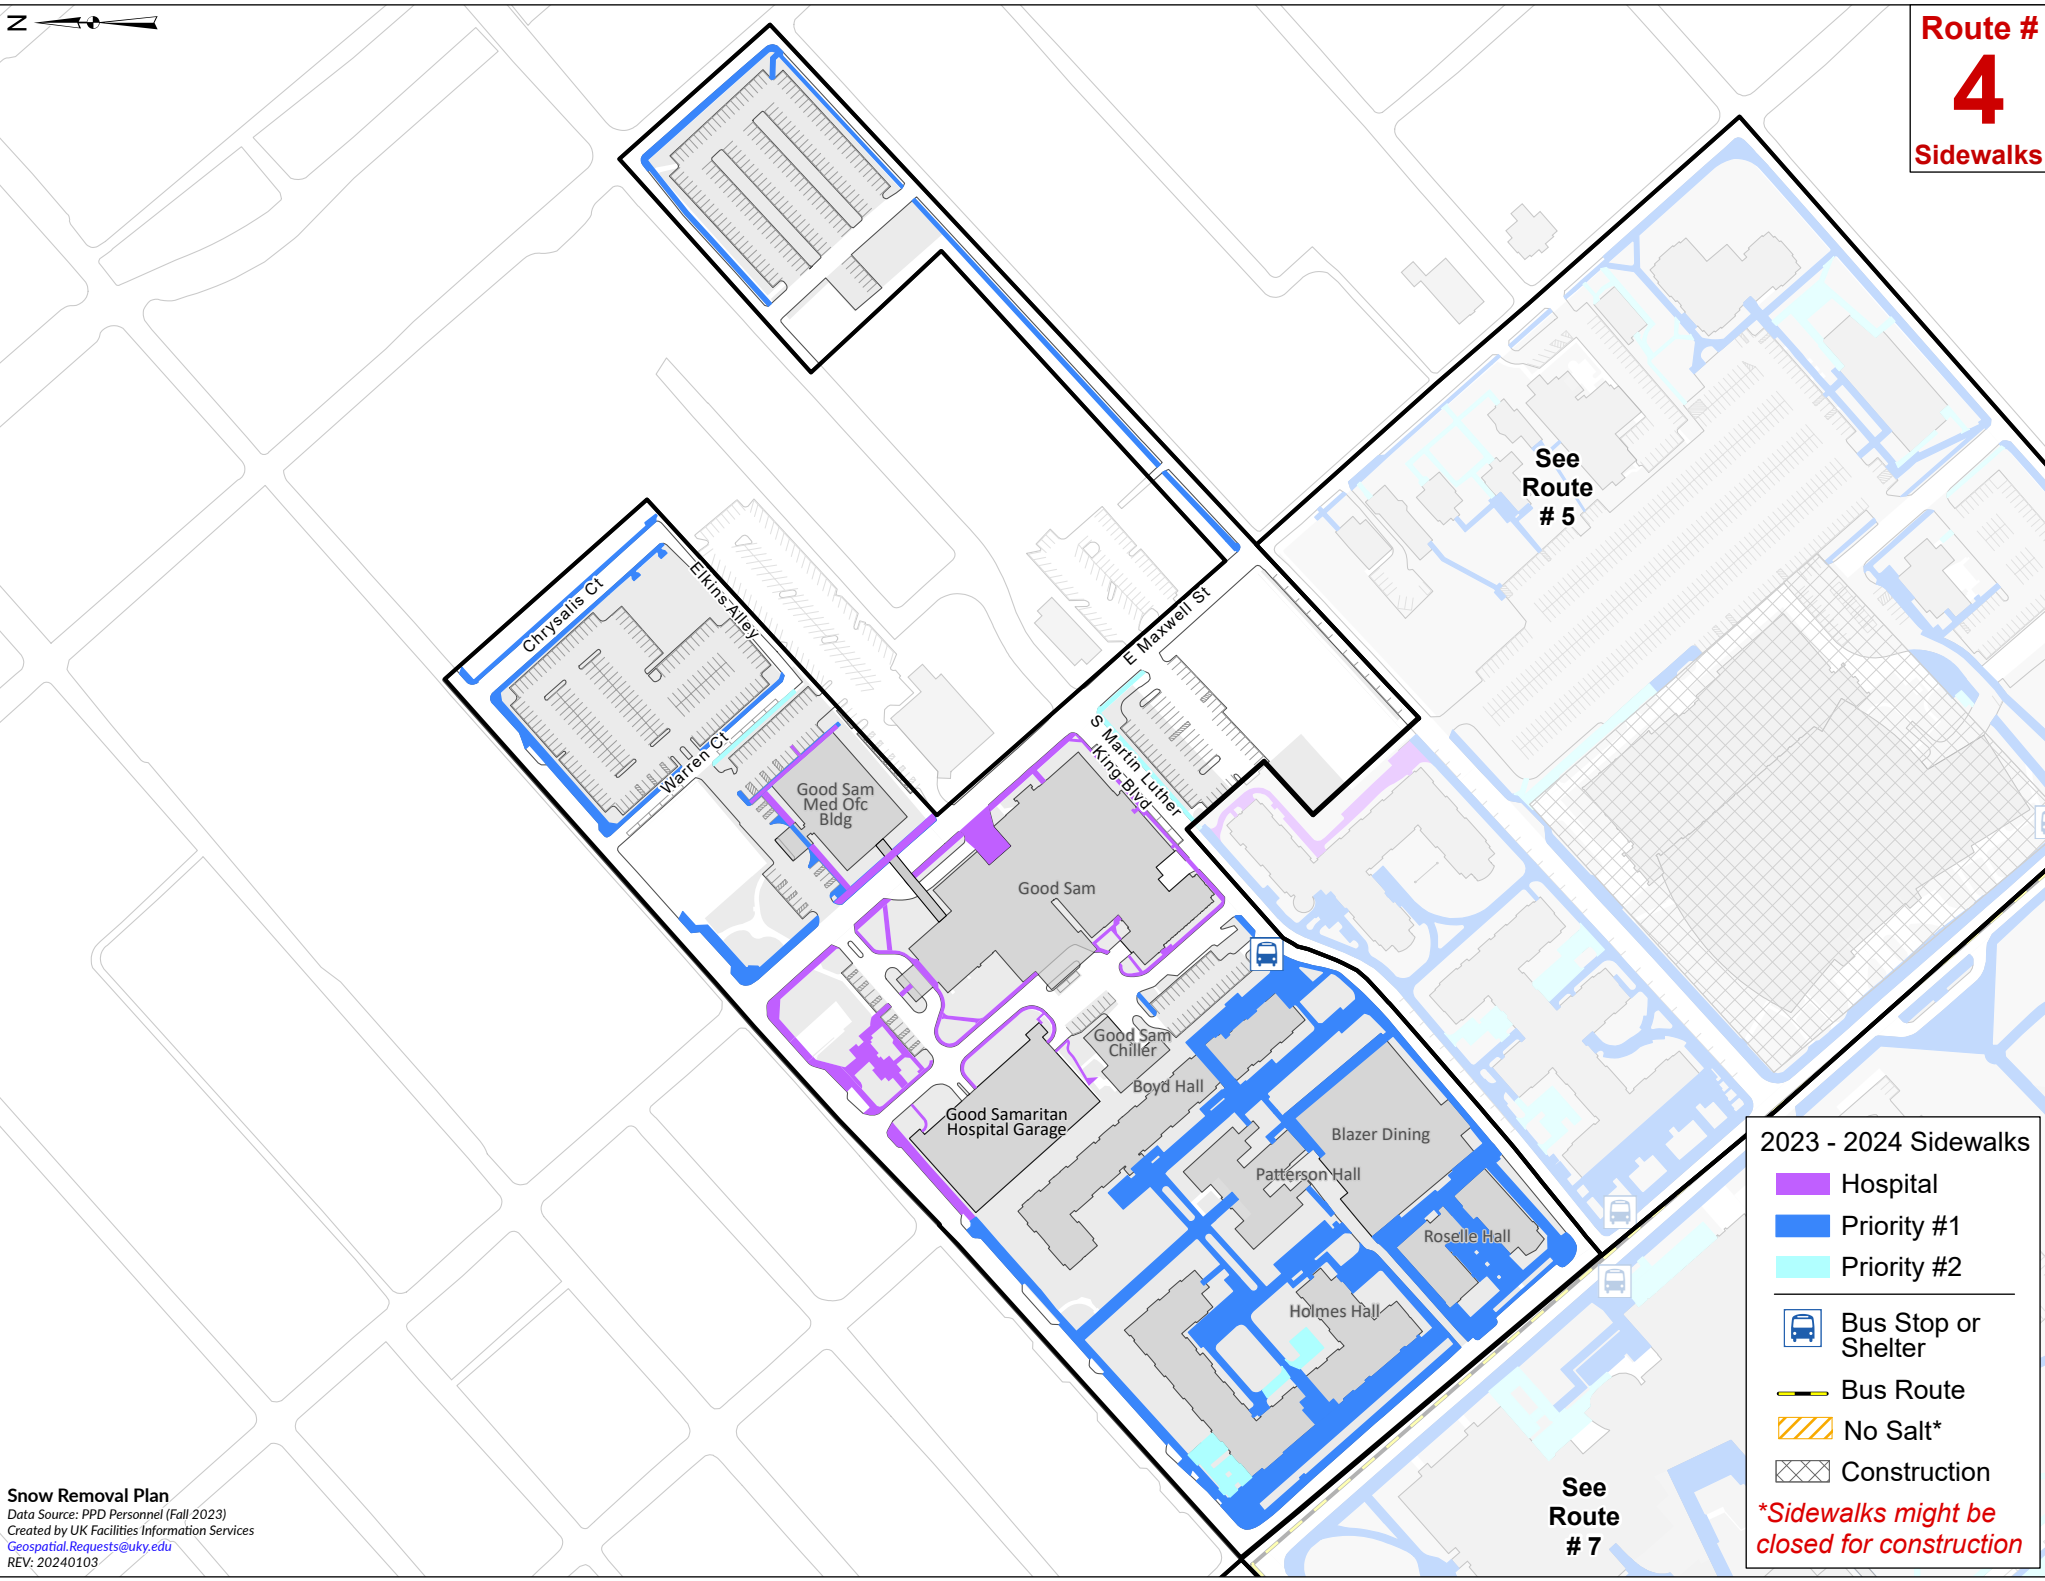 N
Route #
4
Sidewalks
See
Route
# 5
Chrysalis Ct
Elkins Alley
Warren Ct
E Maxwell St
S Martin Luther
King Blvd
Good Sam
Med Ofc
Bldg
Good Sam
Good Sam
Chiller
Boyd Hall
Good Samaritan
Hospital Garage
Blazer Dining
Patterson Hall
Roselle Hall
Holmes Hall
2023 - 2024 Sidewalks
Hospital
Priority #1
Priority #2
Bus Stop or
Shelter
Bus Route
No Salt*
Construction
*Sidewalks might be
closed for construction
See
Route
# 7
Snow Removal Plan
Data Source: PPD Personnel (Fall 2023)
Created by UK Facilities Information Services
Geospatial.Requests@uky.edu
REV: 20240103